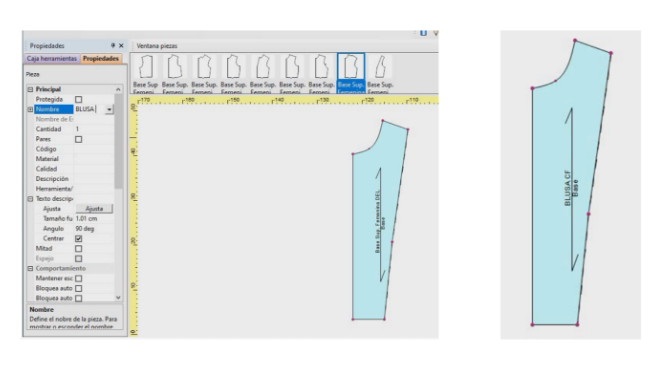 Propiedades
Caja herramientas Propiedades
Pieza
Principal
Protegida
Nombre BLUSA
Nombre de E
Cantidad 1
Pares
Código
Material
Calidad
Descripción
Herramienta/
Texto descrip
Ajusta Ajusta
Tamaño fu 1.01 cm
Angulo 90 deg
Centrar
Mitad
Espejo
Comportamiento
Mantener esc
Bloquea auto
Bloquea auto
Nombre
Define el nobre de la pieza. Para
mostrar o esconder el nombre
Ventana piezas
Base Sup. Base Sup. Base Sup. Base Sup. Base Sup. Base Sup. Base Sup. Base Sup. Base Sup.
Femeni Femeni Femeni Femeni Femeni Femeni Femeni Femenina Femeni
-170 -160 -150 -140 -130 -120 -110
Base Sup. Femenina DEL
Base
BLUSA CF
Base